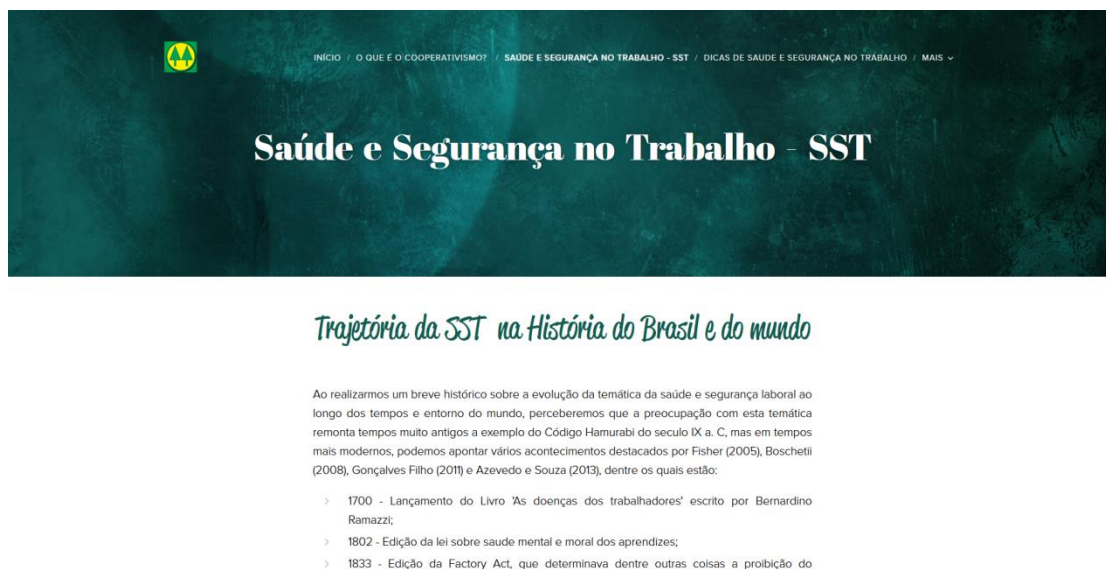 INÍCIO / O QUE É O COOPERATIVISMO? / SAÚDE E SEGURANÇA NO TRABALHO - SST / DICAS DE SAUDE E SEGURANÇA NO TRABALHO / MAIS
Saúde e Segurança no Trabalho - SST
Trajetória da SST na História do Brasil e do mundo
Ao realizarmos um breve histórico sobre a evolução da temática da saúde e segurança laboral ao
longo dos tempos e entorno do mundo, perceberemos que a preocupação com esta temática
remonta tempos muito antigos a exemplo do Código Hamurabi do seculo IX a. C, mas em tempos
mais modernos, podemos apontar vários acontecimentos destacados por Fisher (2005), Boschetii
(2008), Gonçalves Filho (2011) e Azevedo e Souza (2013), dentre os quais estão:
1700 - Lançamento do Livro 'As doenças dos trabalhadores' escrito por Bernardino
Ramazzi;
1802 - Edição da lei sobre saude mental e moral dos aprendizes;
1833 - Edição da Factory Act, que determinava dentre outras coisas a proibição do